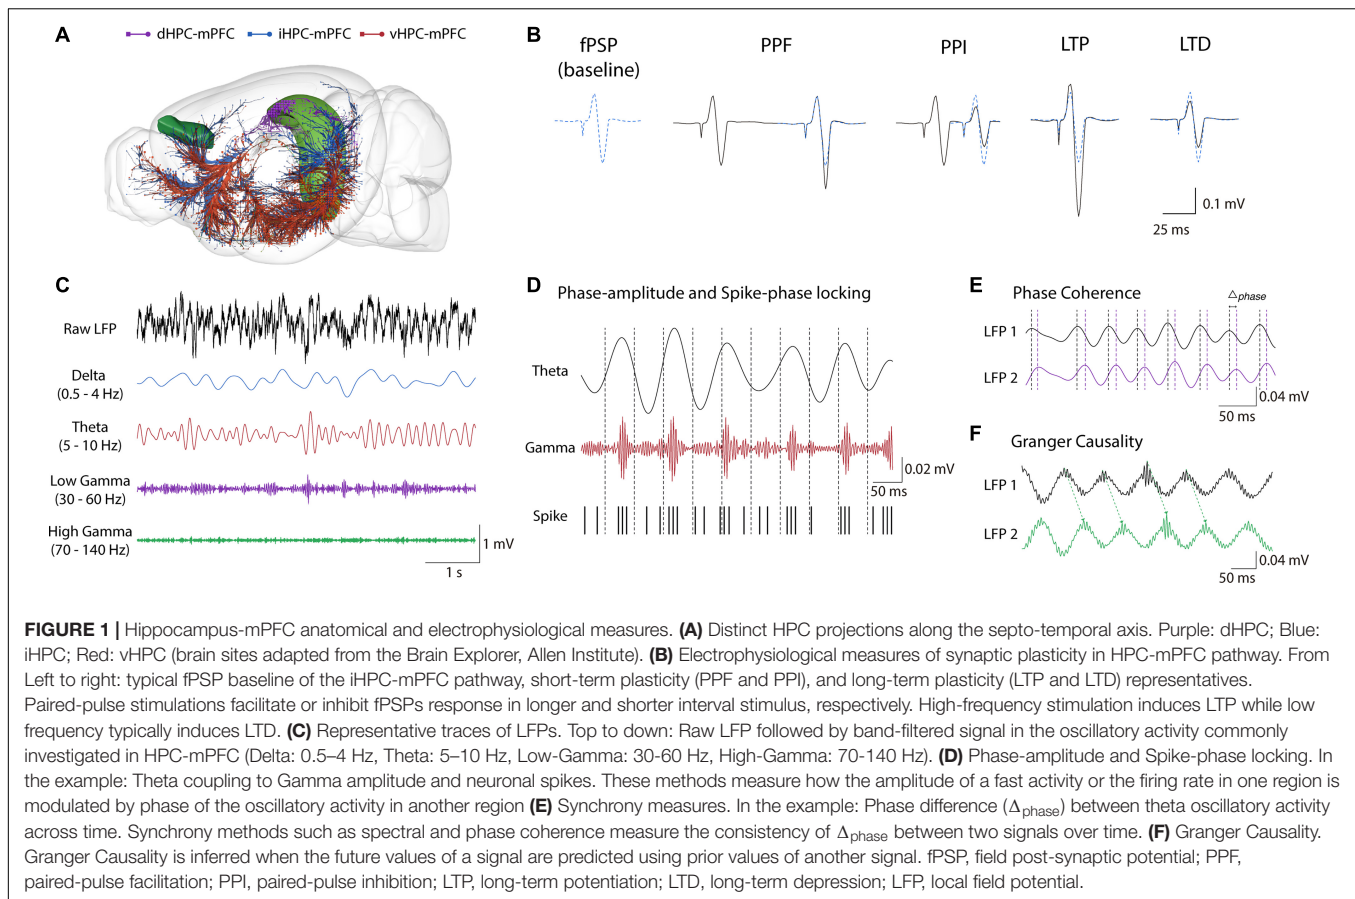 A
dHPC-mPFC
iHPC-mPFC
vHPC-mPFC
B
fPSP
(baseline)
PPF
PPI
LTP
LTD
0.1 mV
25 ms
C
Raw LFP
Delta
(0.5 - 4 Hz)
Theta
(5 - 10 Hz)
Low Gamma
(30 - 60 Hz)
High Gamma
(70 - 140 Hz)
1 mV
1 s
D
Phase-amplitude and Spike-phase locking
Theta
Gamma
0.02 mV
50 ms
Spike
E
Phase Coherence
Δphase
LFP 1
LFP 2
0.04 mV
50 ms
F
Granger Causality
LFP 1
LFP 2
0.04 mV
50 ms
FIGURE 1 | Hippocampus-mPFC anatomical and electrophysiological measures. (A) Distinct HPC projections along the septo-temporal axis. Purple: dHPC; Blue:
iHPC; Red: vHPC (brain sites adapted from the Brain Explorer, Allen Institute). (B) Electrophysiological measures of synaptic plasticity in HPC-mPFC pathway. From
Left to right: typical fPSP baseline of the iHPC-mPFC pathway, short-term plasticity (PPF and PPI), and long-term plasticity (LTP and LTD) representatives.
Paired-pulse stimulations facilitate or inhibit fPSPs response in longer and shorter interval stimulus, respectively. High-frequency stimulation induces LTP while low
frequency typically induces LTD. (C) Representative traces of LFPs. Top to down: Raw LFP followed by band-filtered signal in the oscillatory activity commonly
investigated in HPC-mPFC (Delta: 0.5–4 Hz, Theta: 5–10 Hz, Low-Gamma: 30-60 Hz, High-Gamma: 70-140 Hz). (D) Phase-amplitude and Spike-phase locking. In
the example: Theta coupling to Gamma amplitude and neuronal spikes. These methods measure how the amplitude of a fast activity or the firing rate in one region is
modulated by phase of the oscillatory activity in another region (E) Synchrony measures. In the example: Phase difference (Δphase) between theta oscillatory activity
across time. Synchrony methods such as spectral and phase coherence measure the consistency of Δphase between two signals over time. (F) Granger Causality.
Granger Causality is inferred when the future values of a signal are predicted using prior values of another signal. fPSP, field post-synaptic potential; PPF,
paired-pulse facilitation; PPI, paired-pulse inhibition; LTP, long-term potentiation; LTD, long-term depression; LFP, local field potential.